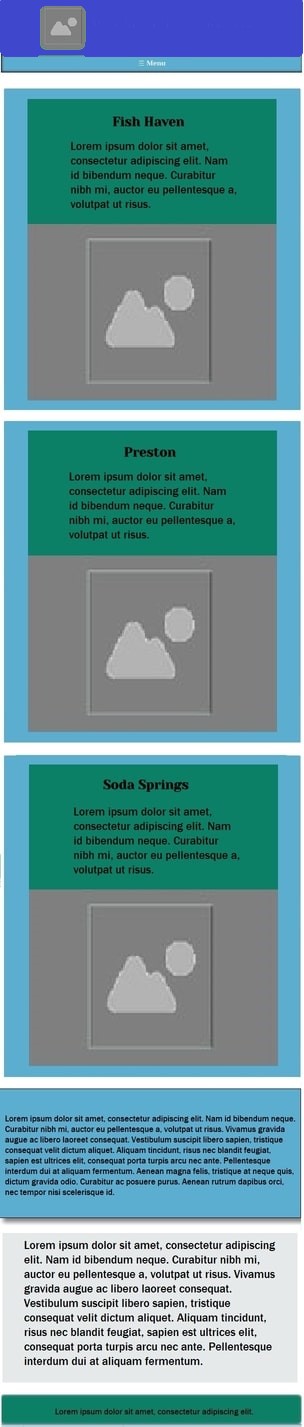 ☰ Menu
Fish Haven
Lorem ipsum dolor sit amet,
consectetur adipiscing elit. Nam
id bibendum neque. Curabitur
nibh mi, auctor eu pellentesque a,
volutpat ut risus.
Preston
Lorem ipsum dolor sit amet,
consectetur adipiscing elit. Nam
id bibendum neque. Curabitur
nibh mi, auctor eu pellentesque a,
volutpat ut risus.
Soda Springs
Lorem ipsum dolor sit amet,
consectetur adipiscing elit. Nam
id bibendum neque. Curabitur
nibh mi, auctor eu pellentesque a,
volutpat ut risus.
Lorem ipsum dolor sit amet, consectetur adipiscing elit. Nam id bibendum neque.
Curabitur nibh mi, auctor eu pellentesque a, volutpat ut risus. Vivamus gravida
augue ac libero laoreet consequat. Vestibulum suscipit libero sapien, tristique
consequat velit dictum aliquet. Aliquam tincidunt, risus nec blandit feugiat,
sapien est ultrices elit, consequat porta turpis arcu nec ante. Pellentesque
interdum dui at aliquam fermentum. Aenean magna felis, tristique at neque quis,
dictum gravida odio. Curabitur ac posuere purus. Aenean rutrum dapibus orci,
nec tempor nisi scelerisque id.
Lorem ipsum dolor sit amet, consectetur adipiscing
elit. Nam id bibendum neque. Curabitur nibh mi,
auctor eu pellentesque a, volutpat ut risus. Vivamus
gravida augue ac libero laoreet consequat.
Vestibulum suscipit libero sapien, tristique
consequat velit dictum aliquet. Aliquam tincidunt,
risus nec blandit feugiat, sapien est ultrices elit,
consequat porta turpis arcu nec ante. Pellentesque
interdum dui at aliquam fermentum.
Lorem ipsum dolor sit amet, consectetur adipiscing elit.